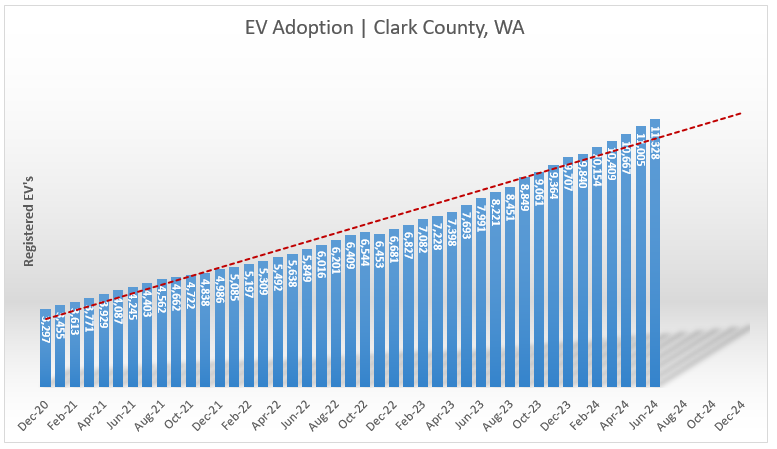 EV Adoption | Clark County, WA
Registered EV's
3,297
3,455
3,613
3,771
3,929
4,087
4,245
4,403
4,562
4,662
4,722
4,838
4,986
5,085
5,197
5,309
5,492
5,638
5,849
6,016
6,201
6,409
6,544
6,453
6,681
6,827
7,082
7,228
7,398
7,693
7,991
8,221
8,451
8,849
9,061
9,364
9,707
9,840
10,154
10,409
10,667
11,005
11,328
Dec-20
Feb-21
Apr-21
Jun-21
Aug-21
Oct-21
Dec-21
Feb-22
Apr-22
Jun-22
Aug-22
Oct-22
Dec-22
Feb-23
Apr-23
Jun-23
Aug-23
Oct-23
Dec-23
Feb-24
Apr-24
Jun-24
Aug-24
Oct-24
Dec-24